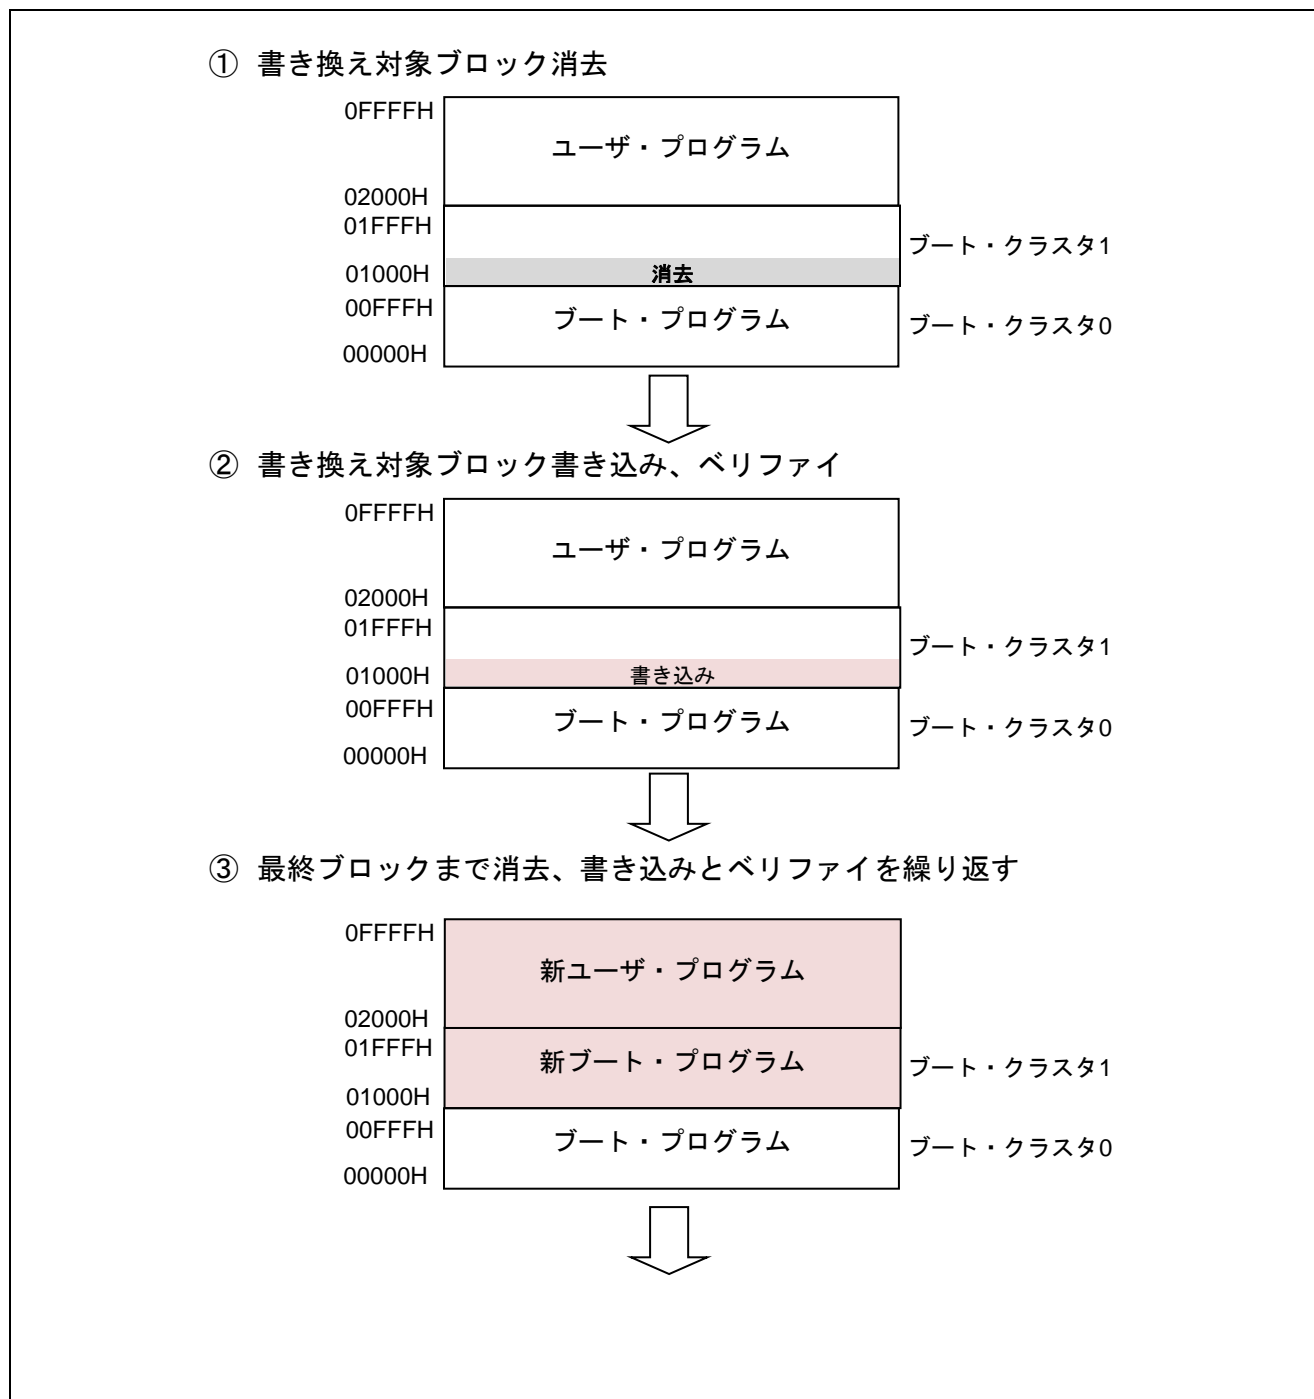 ① 書き換え対象ブロック消去
0FFFFH
ユーザ・プログラム
02000H
01FFFH
ブート・クラスタ1
01000H
消去
00FFFH
ブート・プログラム
ブート・クラスタ0
00000H
② 書き換え対象ブロック書き込み、ベリファイ
0FFFFH
ユーザ・プログラム
02000H
01FFFH
ブート・クラスタ1
01000H
書き込み
00FFFH
ブート・プログラム
ブート・クラスタ0
00000H
③ 最終ブロックまで消去、書き込みとベリファイを繰り返す
0FFFFH
新ユーザ・プログラム
02000H
01FFFH
新ブート・プログラム
ブート・クラスタ1
01000H
00FFFH
ブート・プログラム
ブート・クラスタ0
00000H